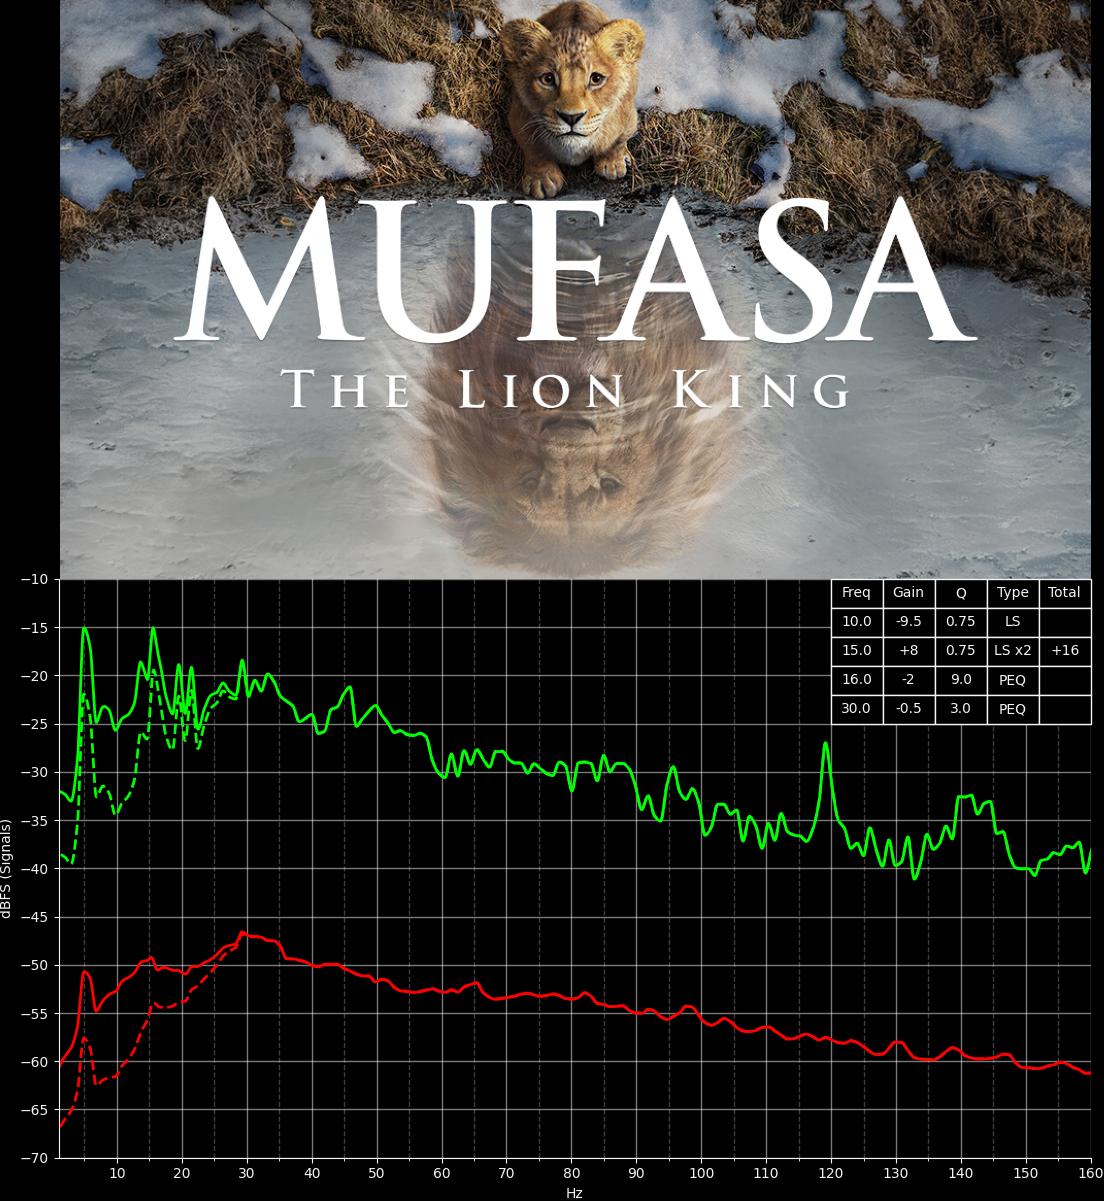 MUFASA
THE LION KING
Freq Gain Q Type Total
10.0 -9.5 0.75 LS
15.0 +8 0.75 LS x2 +16
16.0 -2 9.0 PEQ
30.0 -0.5 3.0 PEQ
−10
−15
−20
−25
−30
−35
−40
−45
−50
−55
−60
−65
−70
dBFS (Signals)
10 20 30 40 50 60 70 80 90 100 110 120 130 140 150 160
Hz